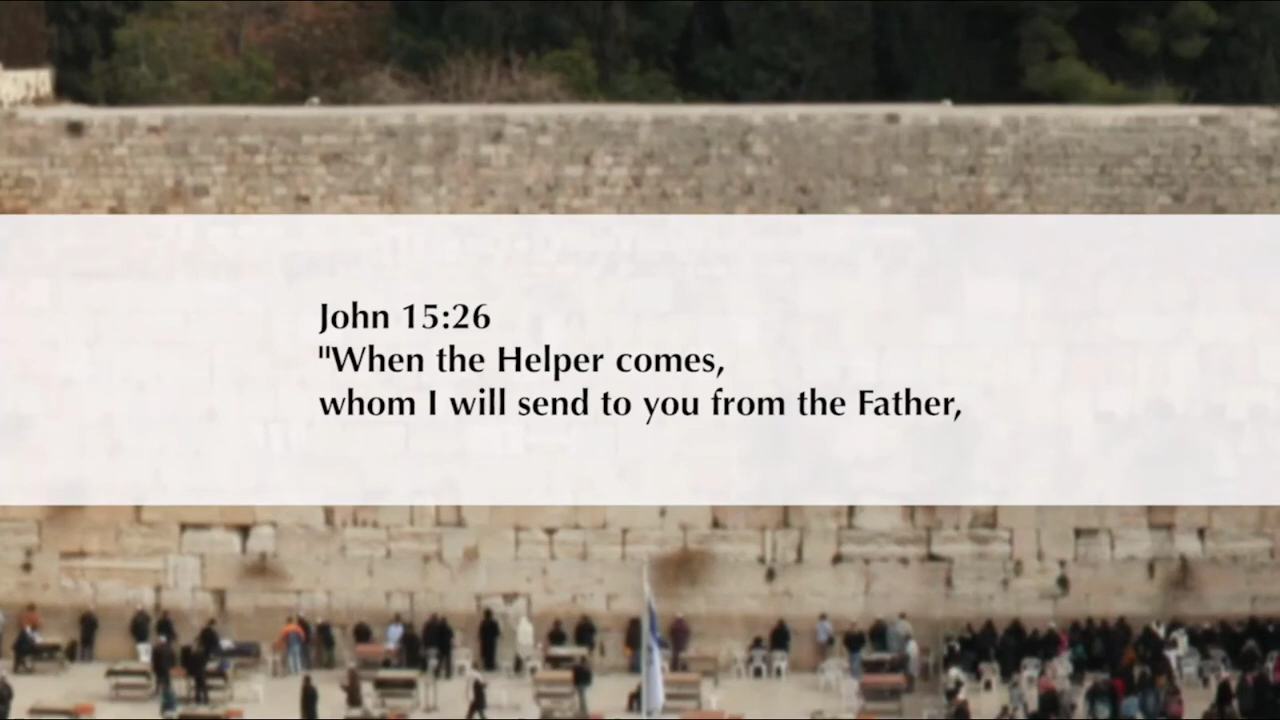 John 15:26
"When the Helper comes,
whom I will send to you from the Father,